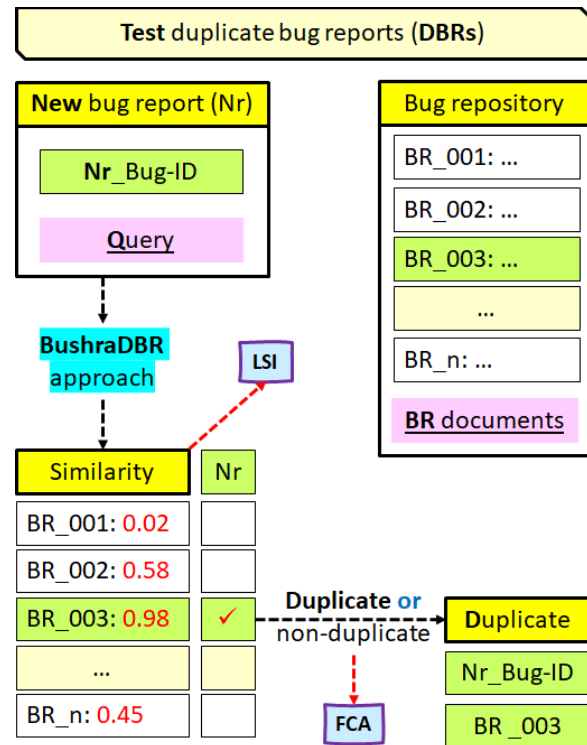 Test duplicate bug reports (DBRs)
New bug report (Nr)
Nr_Bug-ID
Query
Bug repository
BR_001: ...
BR_002: ...
BR_003: ...
...
BR_n: ...
BR documents
BushraDBR
approach
LSI
Similarity
Nr
BR_001: 0.02
BR_002: 0.58
BR_003: 0.98 ✓
...
BR_n: 0.45
Duplicate or
non-duplicate
FCA
Duplicate
Nr_Bug-ID
BR _003